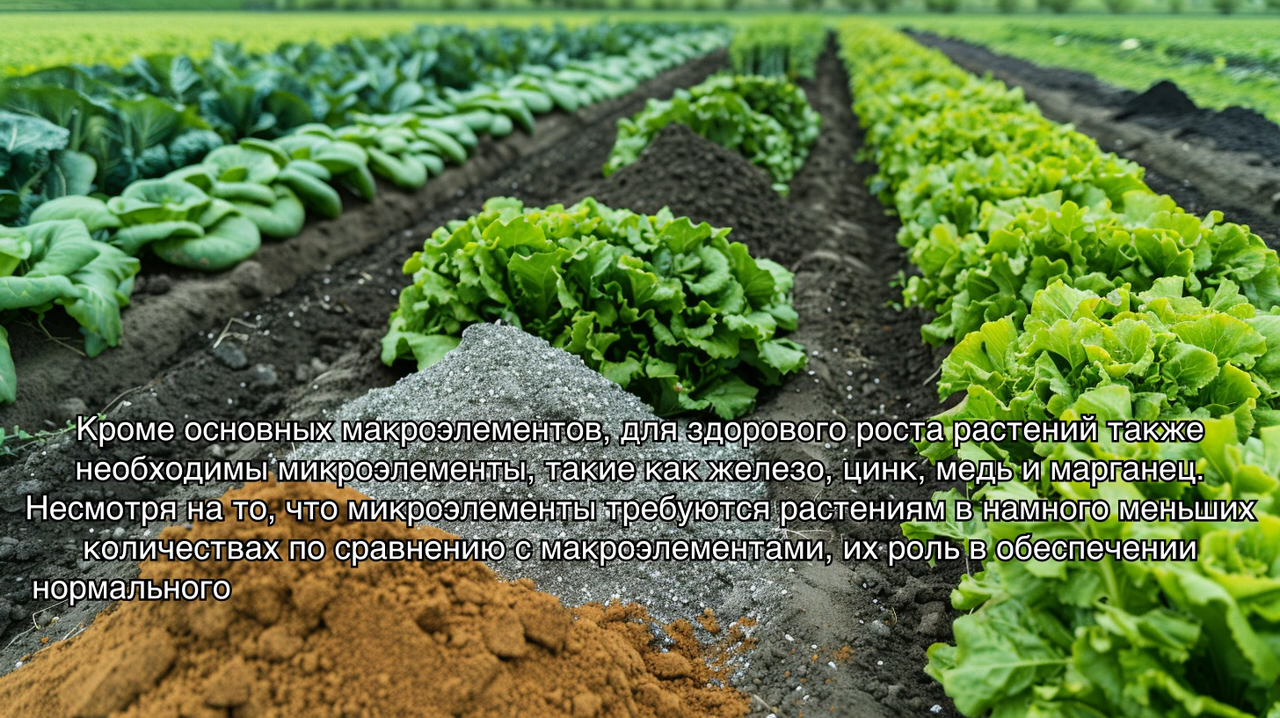 Кроме основных макроэлементов, для здорового роста растений также
необходимы микроэлементы, такие как железо, цинк, медь и марганец.
Несмотря на то, что микроэлементы требуются растениям в намного меньших
количествах по сравнению с макроэлементами, их роль в обеспечении
нормального